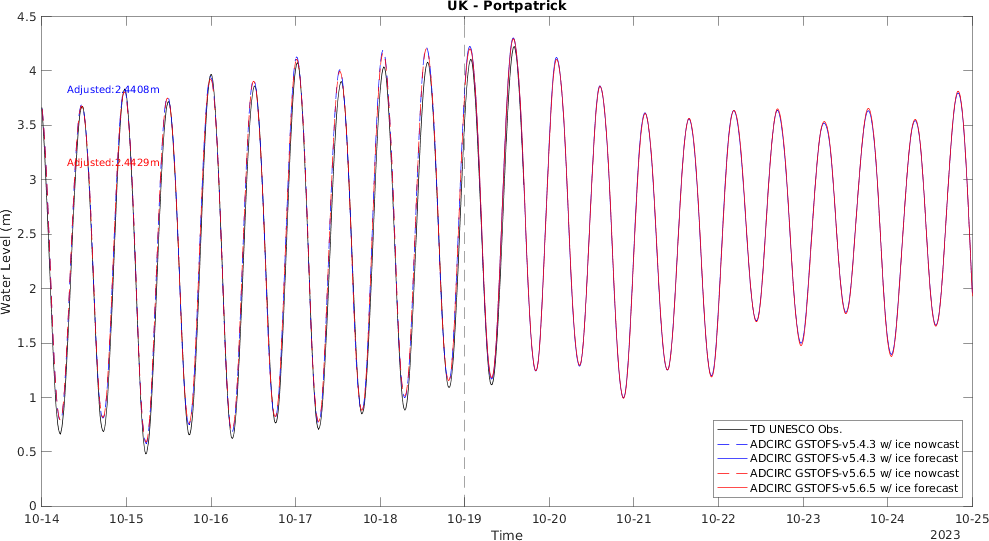 UK - Portpatrick
4.5
4
3.5
3
2.5
2
1.5
1
0.5
0
Water Level (m)
Adjusted:2.4408m
Adjusted:2.4429m
TD UNESCO Obs.
ADCIRC GSTOFS-v5.4.3 w/ ice nowcast
ADCIRC GSTOFS-v5.4.3 w/ ice forecast
ADCIRC GSTOFS-v5.6.5 w/ ice nowcast
ADCIRC GSTOFS-v5.6.5 w/ ice forecast
10-14 10-15 10-16 10-17 10-18 10-19 10-20 10-21 10-22 10-23 10-24 10-25
Time
2023